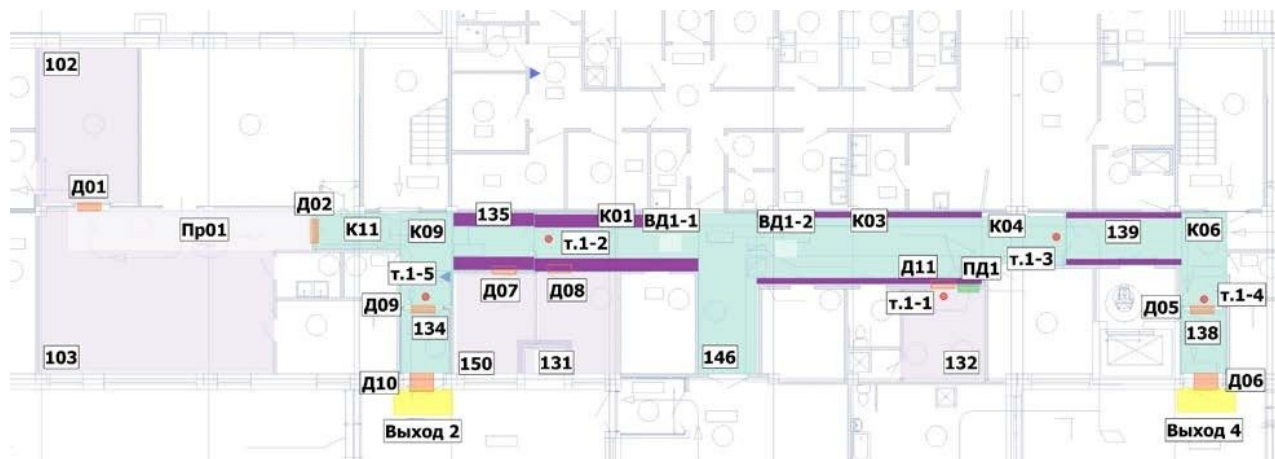 102
Д01
Д02
Пр01
К11
К09
135
К01
ВД1-1
ВД1-2
К03
К04
139
К06
т.1-2
т.1-5
т.1-3
Д11
ПД1
т.1-1
т.1-4
Д07
Д08
Д09
Д05
134
138
103
Д10
150
131
146
132
Д06
Выход 2
Выход 4